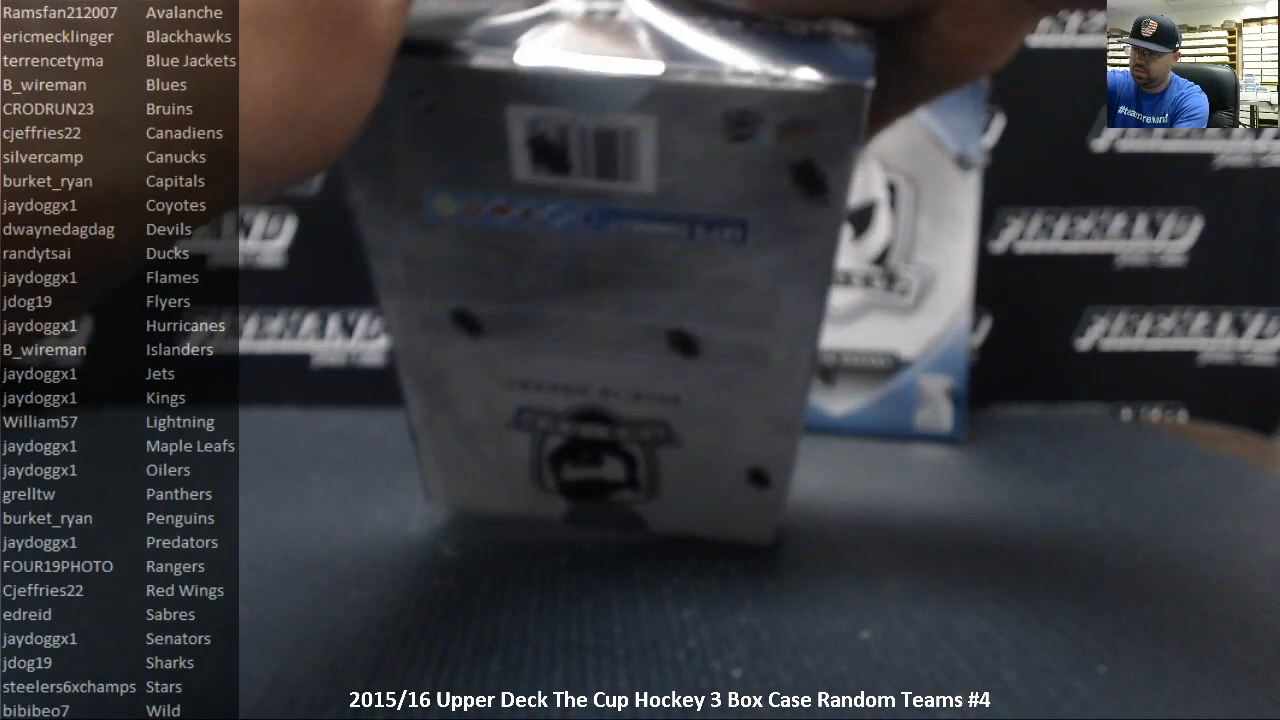 Ramsfan212007 Avalanche
ericmecklinger Blackhawks
terrencetyma Blue Jackets
B_wireman Blues
CRODRUN23 Bruins
cjeffries22 Canadiens
silvercamp Canucks
burket_ryan Capitals
jaydoggx1 Coyotes
dwaynedagdag Devils
randytsai Ducks
jaydoggx1 Flames
jdog19 Flyers
jaydoggx1 Hurricanes
B_wireman Islanders
jaydoggx1 Jets
jaydoggx1 Kings
William57 Lightning
jaydoggx1 Maple Leafs
jaydoggx1 Oilers
grelltw Panthers
burket_ryan Penguins
jaydoggx1 Predators
FOUR19PHOTO Rangers
Cjeffries22 Red Wings
edreid Sabres
jaydoggx1 Senators
jdog19 Sharks
steelers6xchamps Stars
bibibeo7 Wild
FIREHAND
FIREHAND
FIREHAND
2015/16 Upper Deck The Cup Hockey 3 Box Case Random Teams #4